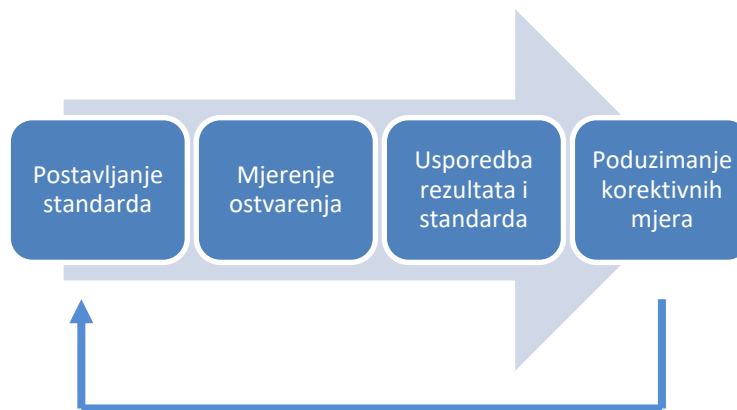 Postavljanje
standarda
Mjerenje
ostvarenja
Usporedba
rezultata i
standarda
Poduzimanje
korektivnih
mjera